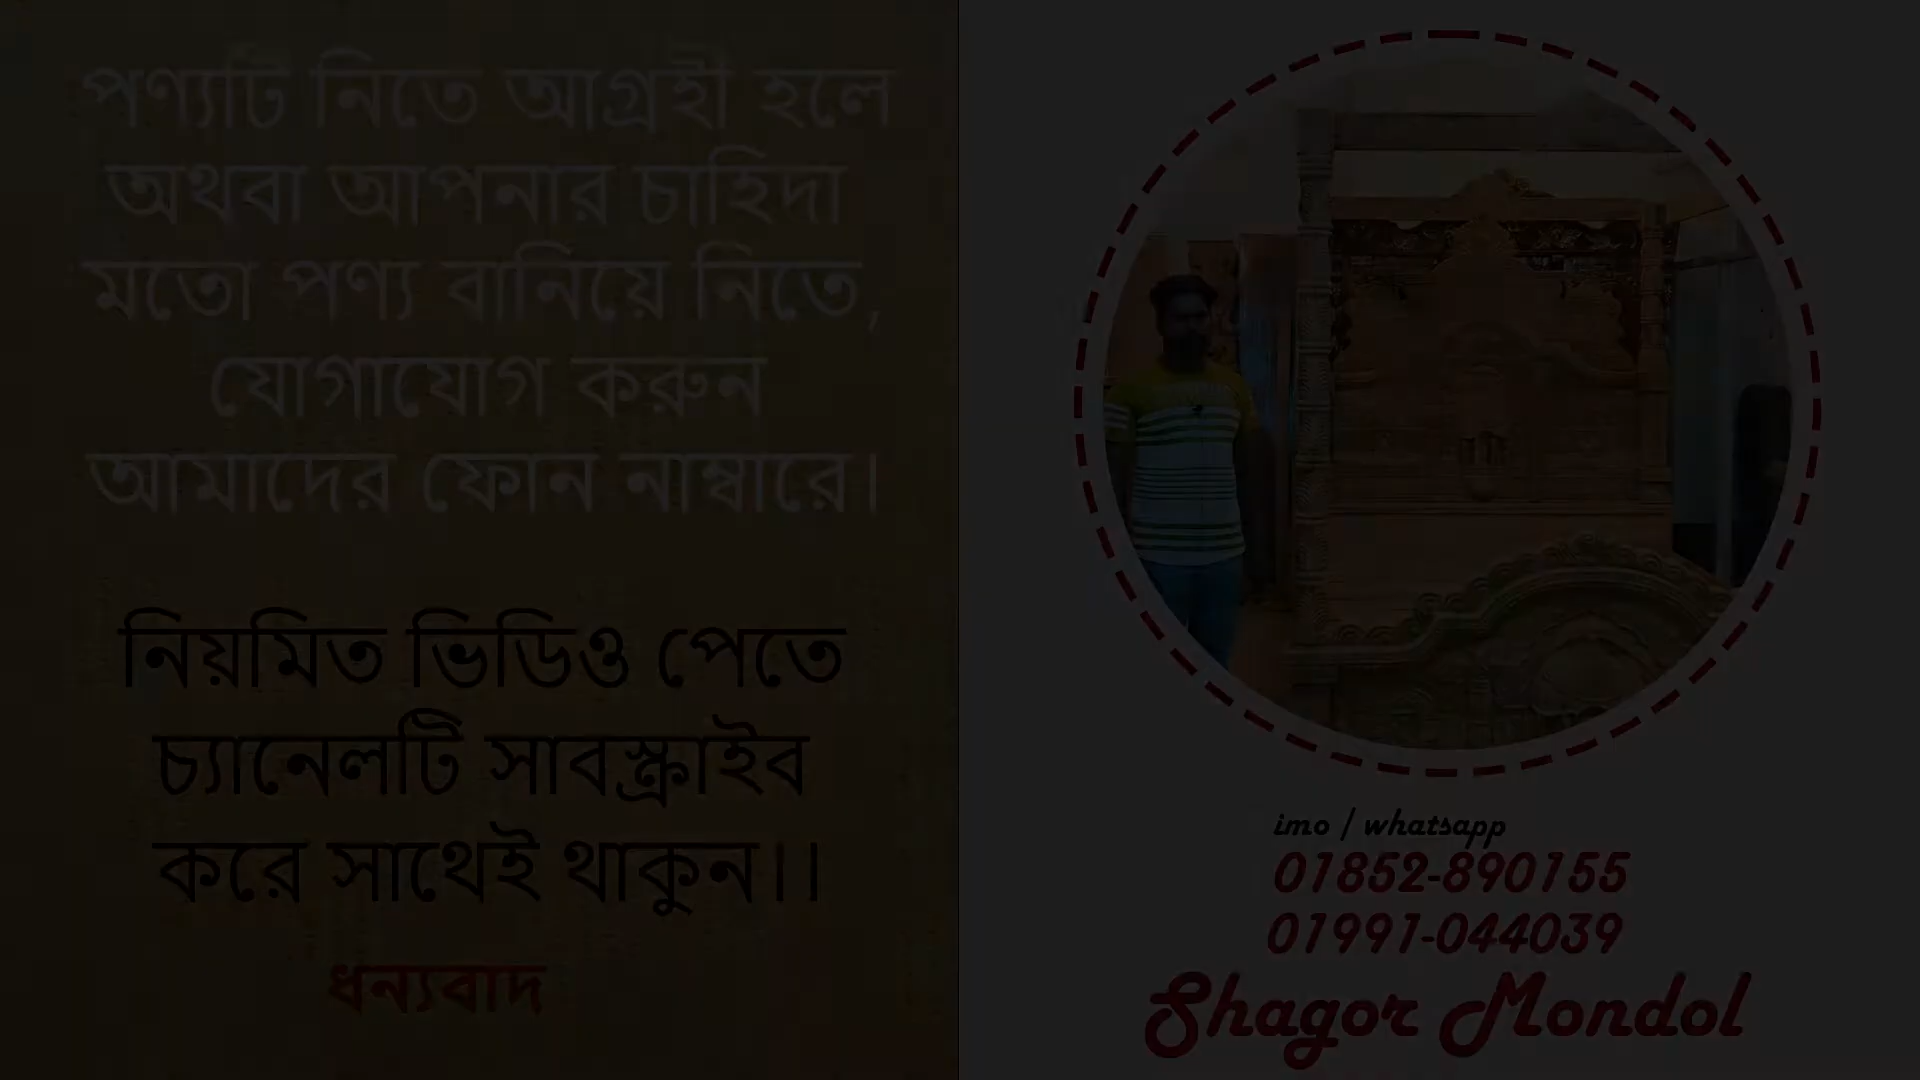 পণ্যটি নিতে আগ্রহী হলে
অথবা আপনার চাহিদা
মতো পণ্য বানিয়ে নিতে,
যোগাযোগ করুন
আমাদের ফোন নাম্বারে।
নিয়মিত ভিডিও পেতে
চ্যানেলটি সাবস্ক্রাইব
করে সাথেই থাকুন।।
ধন্যবাদ
imo / whatsapp
01852-890155
01991-044039
Shagor Mondol